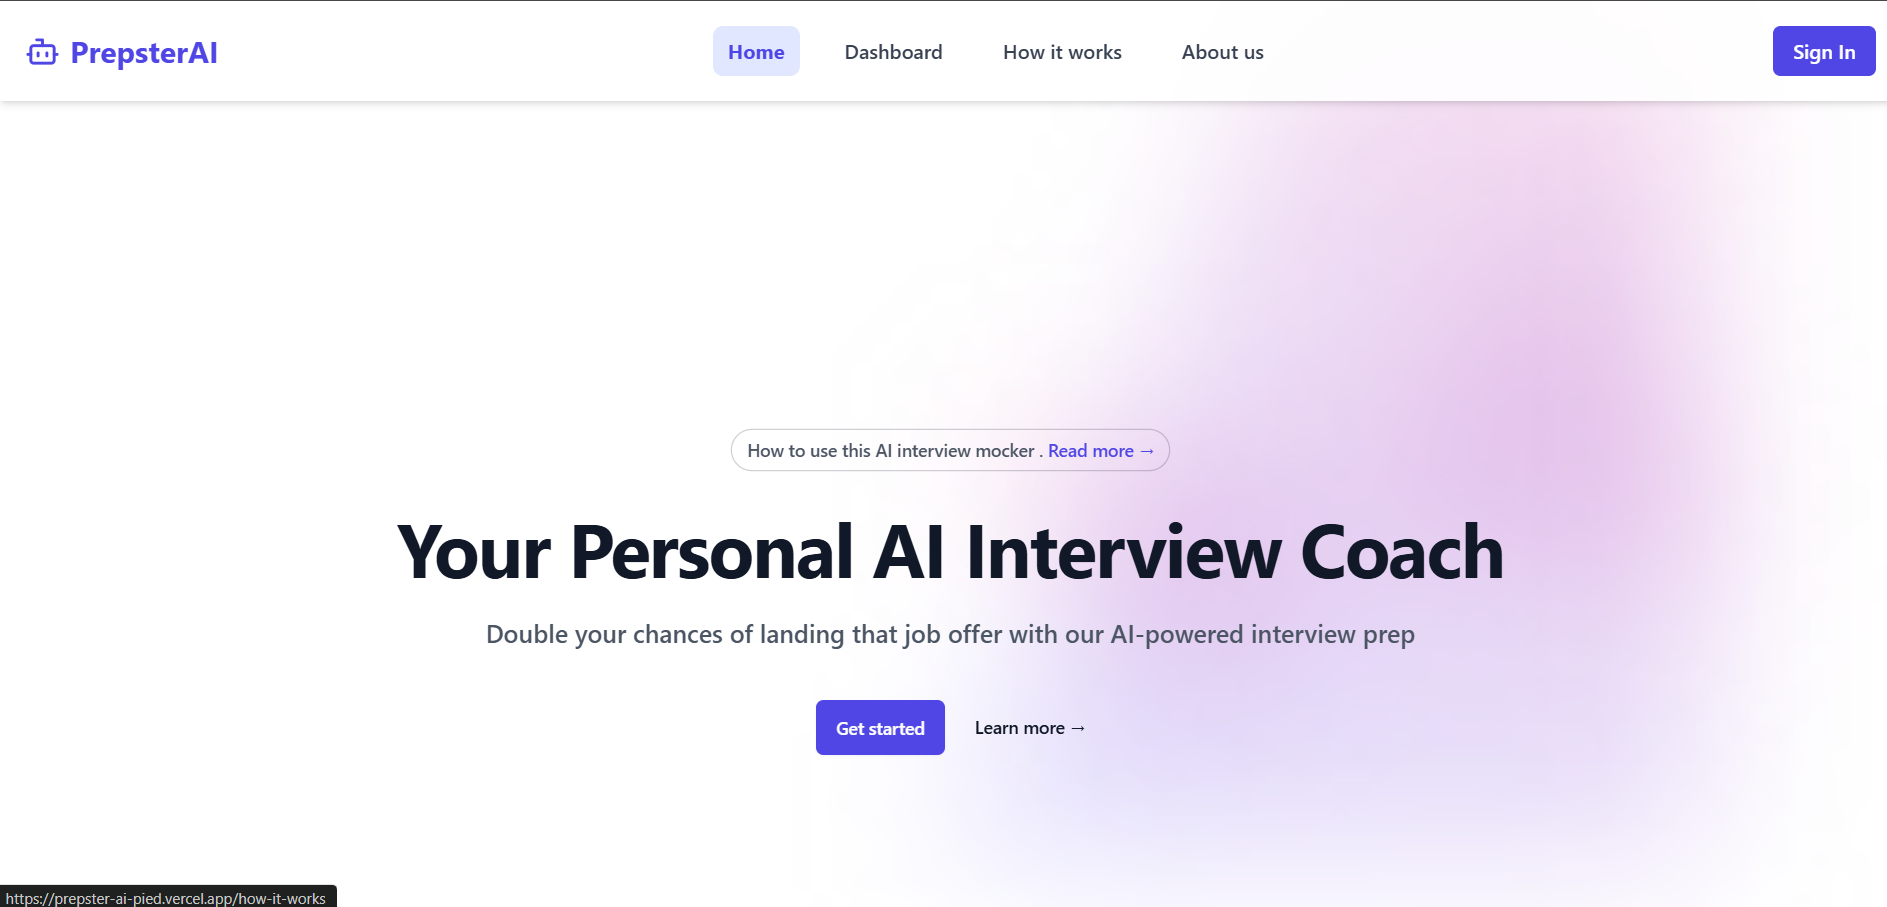 PrepsterAI
Home
Dashboard
How it works
About us
Sign In
How to use this AI interview mocker . Read more →
Your Personal AI Interview Coach
Double your chances of landing that job offer with our AI-powered interview prep
Get started
Learn more →
https://prepster-ai-pied.vercel.app/how-it-works